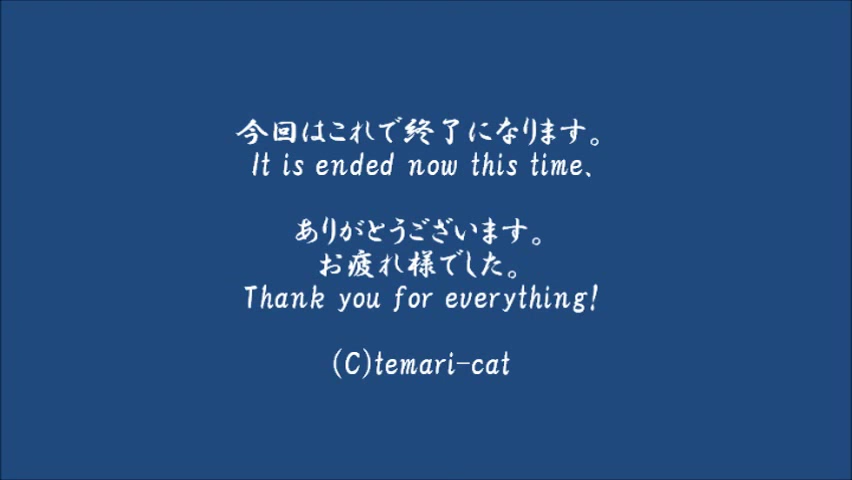 今回はこれで終了になります。
It is ended now this time、
ありがとうございます。
お疲れ様でした。
Thank you for everything!
(C)temari-cat